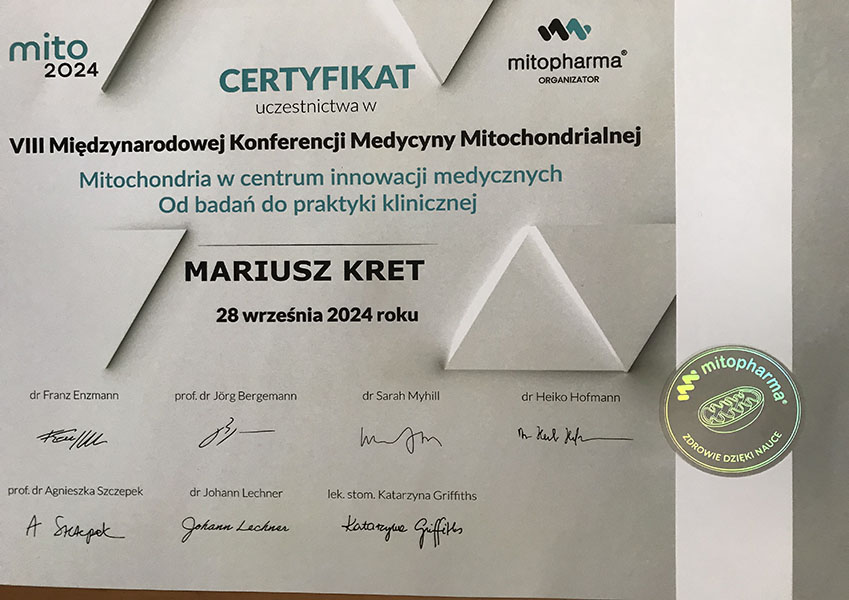 mito
2024
mitopharma®
ORGANIZATOR
CERTYFIKAT
uczestnictwa w
VIII Międzynarodowej Konferencji Medycyny Mitochondrialnej
Mitochondria w centrum innowacji medycznych
Od badań do praktyki klinicznej
MARIUSZ KRET
28 września 2024 roku
dr Franz Enzmann
prof. dr Jörg Bergemann
dr Sarah Myhill
dr Heiko Hofmann
mitopharma®
ZDROWIE DZIĘKI NAUCE
prof. dr Agnieszka Szczepek
dr Johann Lechner
lek. stom. Katarzyna Griffiths
A Szczepek
Johann Lechner
Katarzyna Griffiths